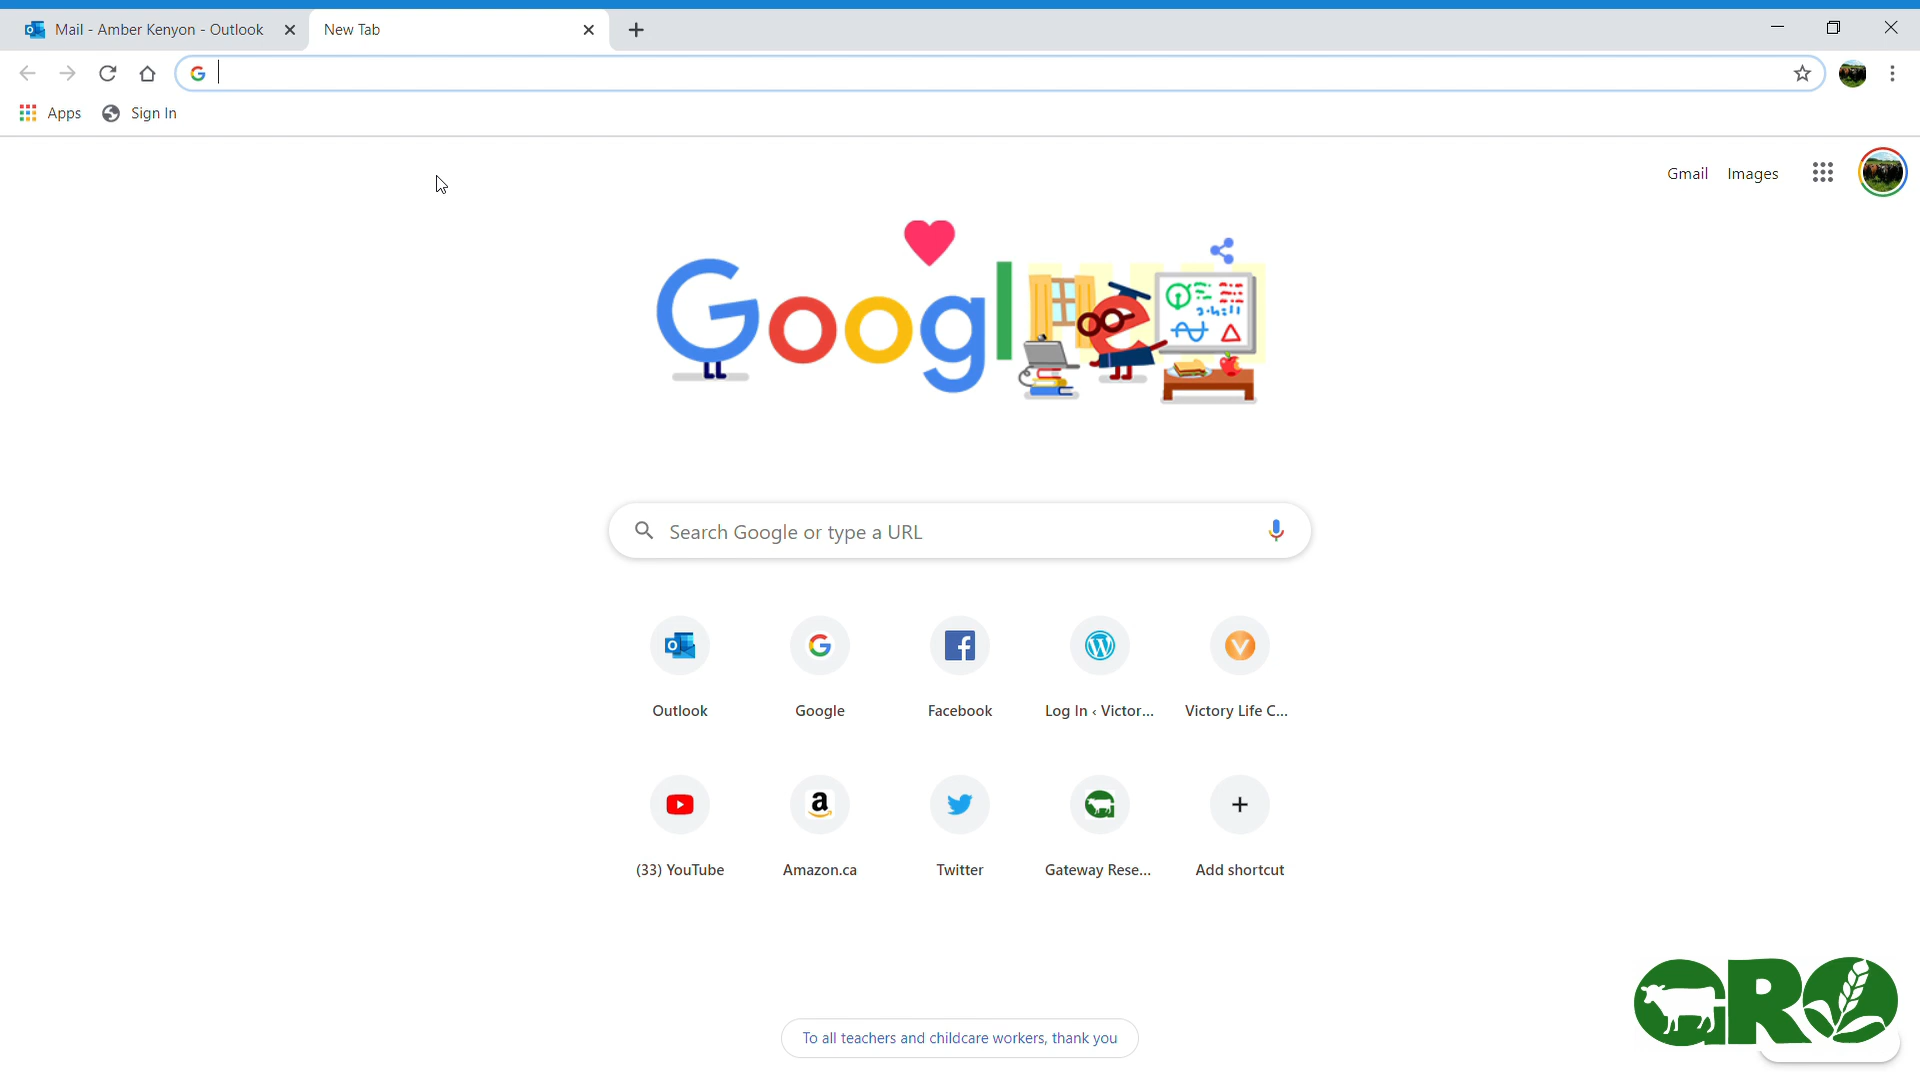 Mail - Amber Kenyon - Outlook
New Tab
Apps
Sign In
Gmail
Images
Google
Search Google or type a URL
Outlook
Google
Facebook
Log In ‹ Victor...
Victory Life C...
(33) YouTube
Amazon.ca
Twitter
Gateway Rese...
Add shortcut
GRO
To all teachers and childcare workers, thank you